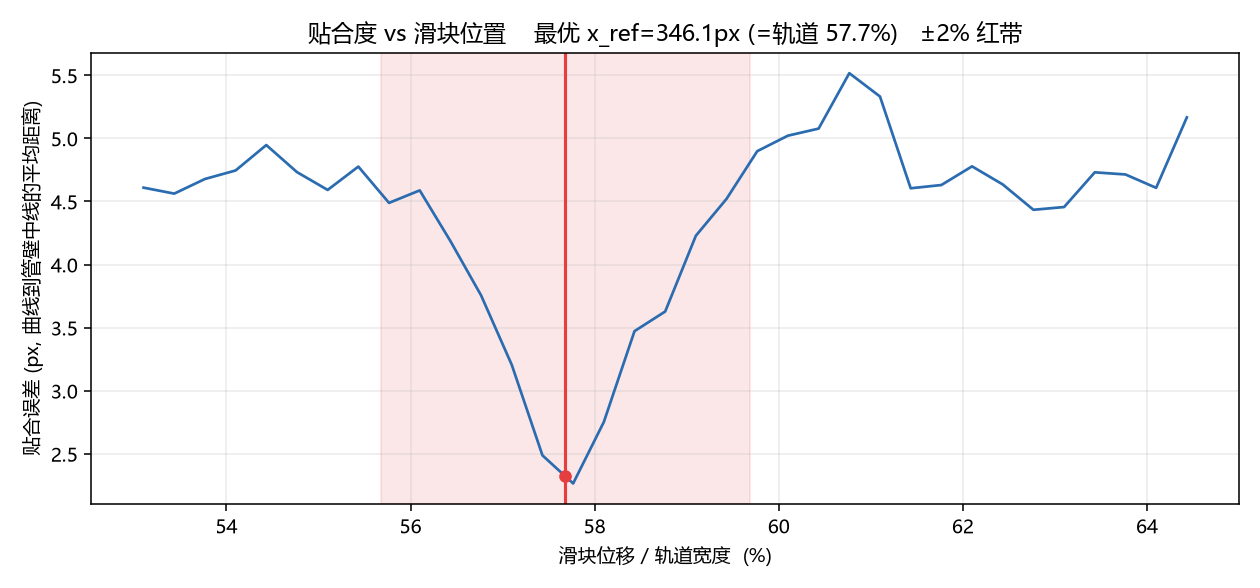 贴合度 vs 滑块位置    最优 x_ref=346.1px (=轨道 57.7%)   ±2% 红带
贴合误差 (px, 曲线到管壁中线的平均距离)
5.5
5.0
4.5
4.0
3.5
3.0
2.5
54 56 58 60 62 64
滑块位移 / 轨道宽度  (%)